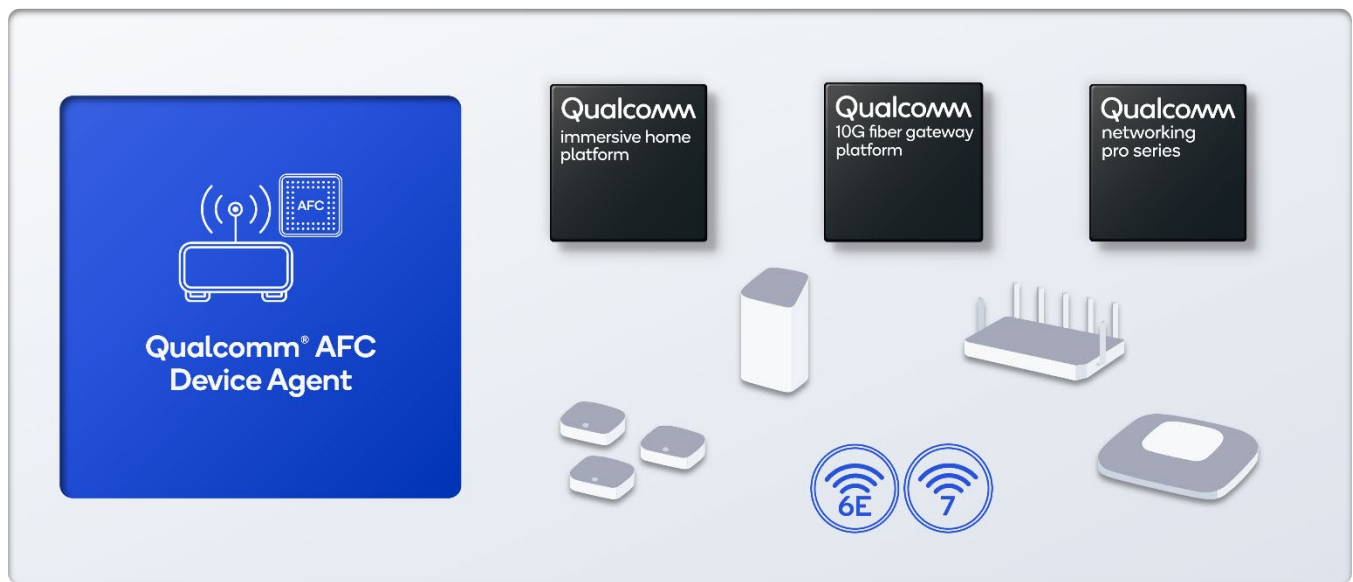 AFC
Qualcomm® AFC
Device Agent
Qualcomm
immersive home
platform
Qualcomm
10G fiber gateway
platform
Qualcomm
networking
pro series
6E
7